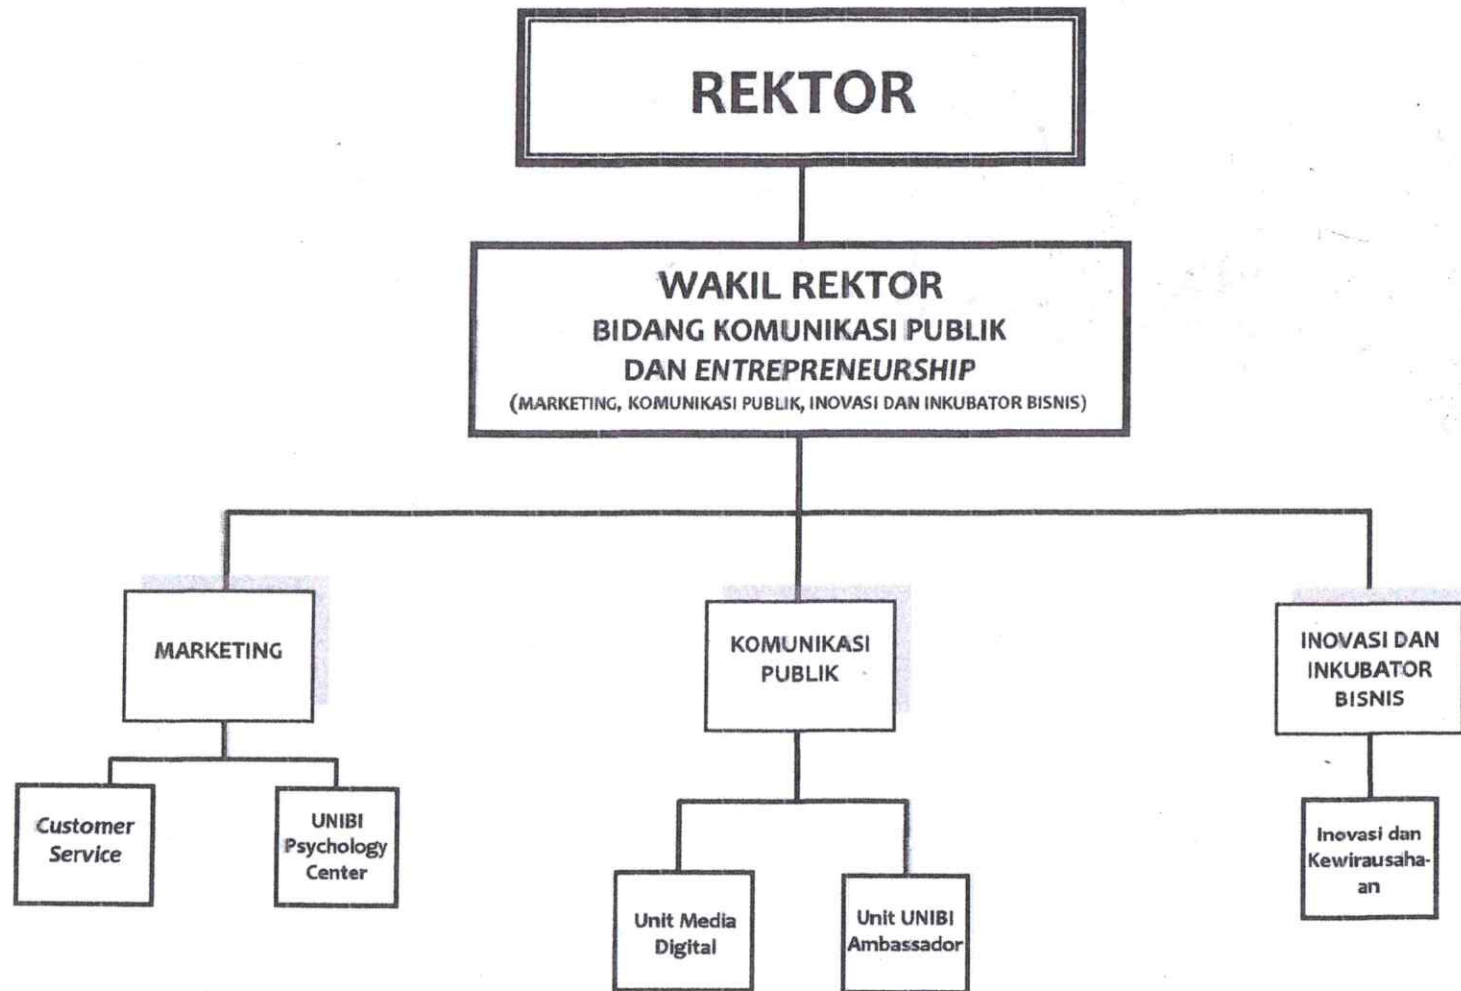 REKTOR
WAKIL REKTOR
BIDANG KOMUNIKASI PUBLIK
DAN ENTREPRENEURSHIP
(MARKETING, KOMUNIKASI PUBLIK, INOVASI DAN INKUBATOR BISNIS)
MARKETING
KOMUNIKASI
PUBLIK
INOVASI DAN
INKUBATOR
BISNIS
Customer
Service
UNIBI
Psychology
Center
Unit Media
Digital
Unit UNIBI
Ambassador
Inovasi dan
Kewirausaha-
an